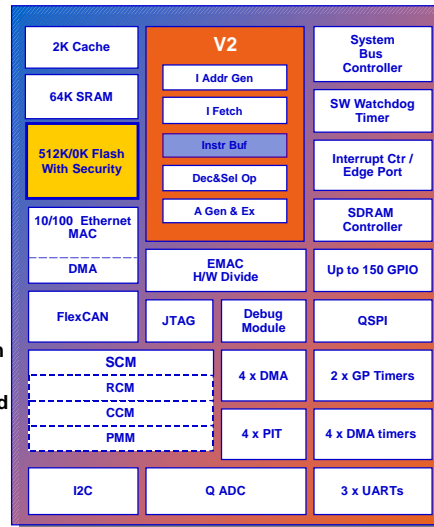 2K Cache
64K SRAM
512K/0K Flash
With Security
10/100 Ethernet
MAC
DMA
FlexCAN
V2
I Addr Gen
I Fetch
Instr Buf
Dec&Sel Op
A Gen & Ex
EMAC
H/W Divide
JTAG
Debug
Module
System
Bus
Controller
SW Watchdog
Timer
Interrupt Ctr /
Edge Port
SDRAM
Controller
Up to 150 GPIO
QSPI
n
d
SCM
RCM
CCM
PMM
4 x DMA
4 x PIT
2 x GP Timers
4 x DMA timers
I2C
Q ADC
3 x UARTs